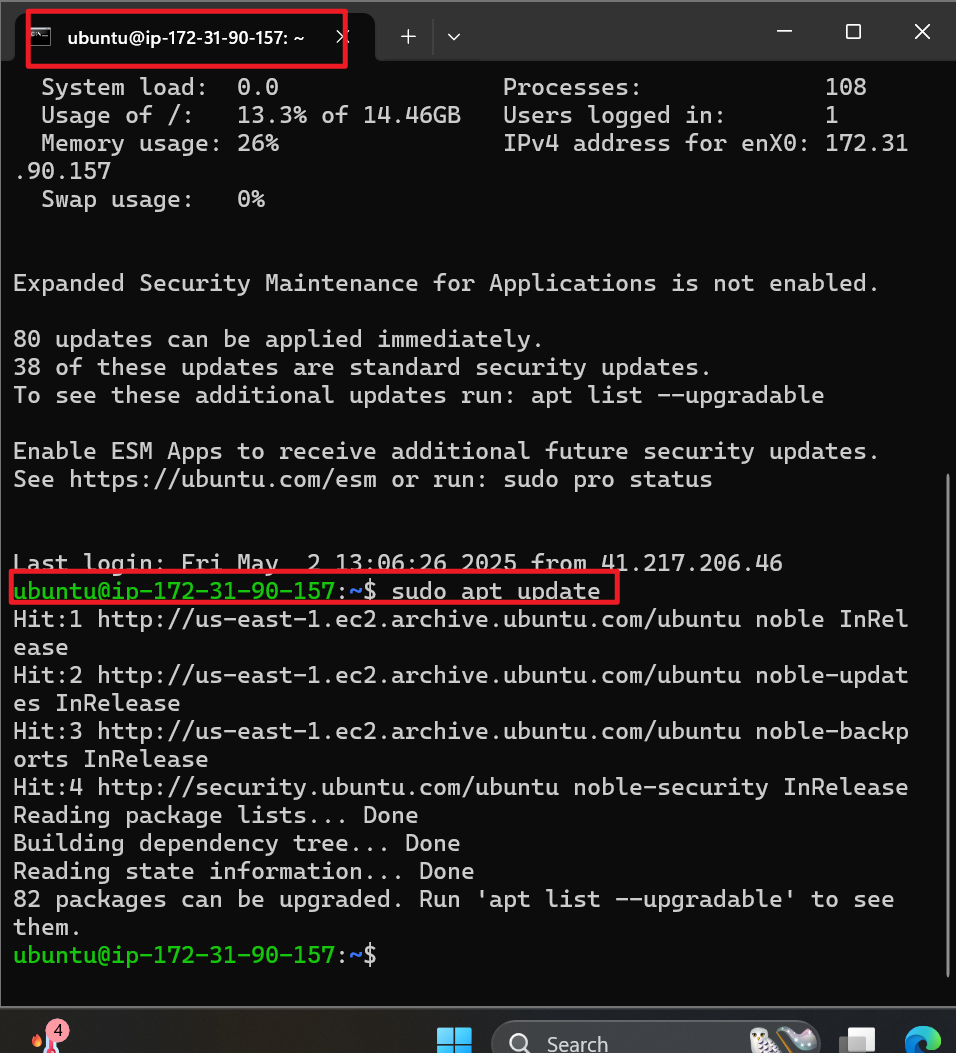 ubuntu@ip-172-31-90-157: ~
System load: 0.0 Processes: 108
Usage of /: 13.3% of 14.46GB Users logged in: 1
Memory usage: 26% IPv4 address for enX0: 172.31
.90.157
Swap usage: 0%
Expanded Security Maintenance for Applications is not enabled.
80 updates can be applied immediately.
38 of these updates are standard security updates.
To see these additional updates run: apt list --upgradable
Enable ESM Apps to receive additional future security updates.
See https://ubuntu.com/esm or run: sudo pro status
Last login: Fri May  2 13:06:26 2025 from 41.217.206.46
ubuntu@ip-172-31-90-157:~$ sudo apt update
Hit:1 http://us-east-1.ec2.archive.ubuntu.com/ubuntu noble InRel
ease
Hit:2 http://us-east-1.ec2.archive.ubuntu.com/ubuntu noble-updat
es InRelease
Hit:3 http://us-east-1.ec2.archive.ubuntu.com/ubuntu noble-backp
orts InRelease
Hit:4 http://security.ubuntu.com/ubuntu noble-security InRelease
Reading package lists... Done
Building dependency tree... Done
Reading state information... Done
82 packages can be upgraded. Run 'apt list --upgradable' to see
them.
ubuntu@ip-172-31-90-157:~$
4
Search